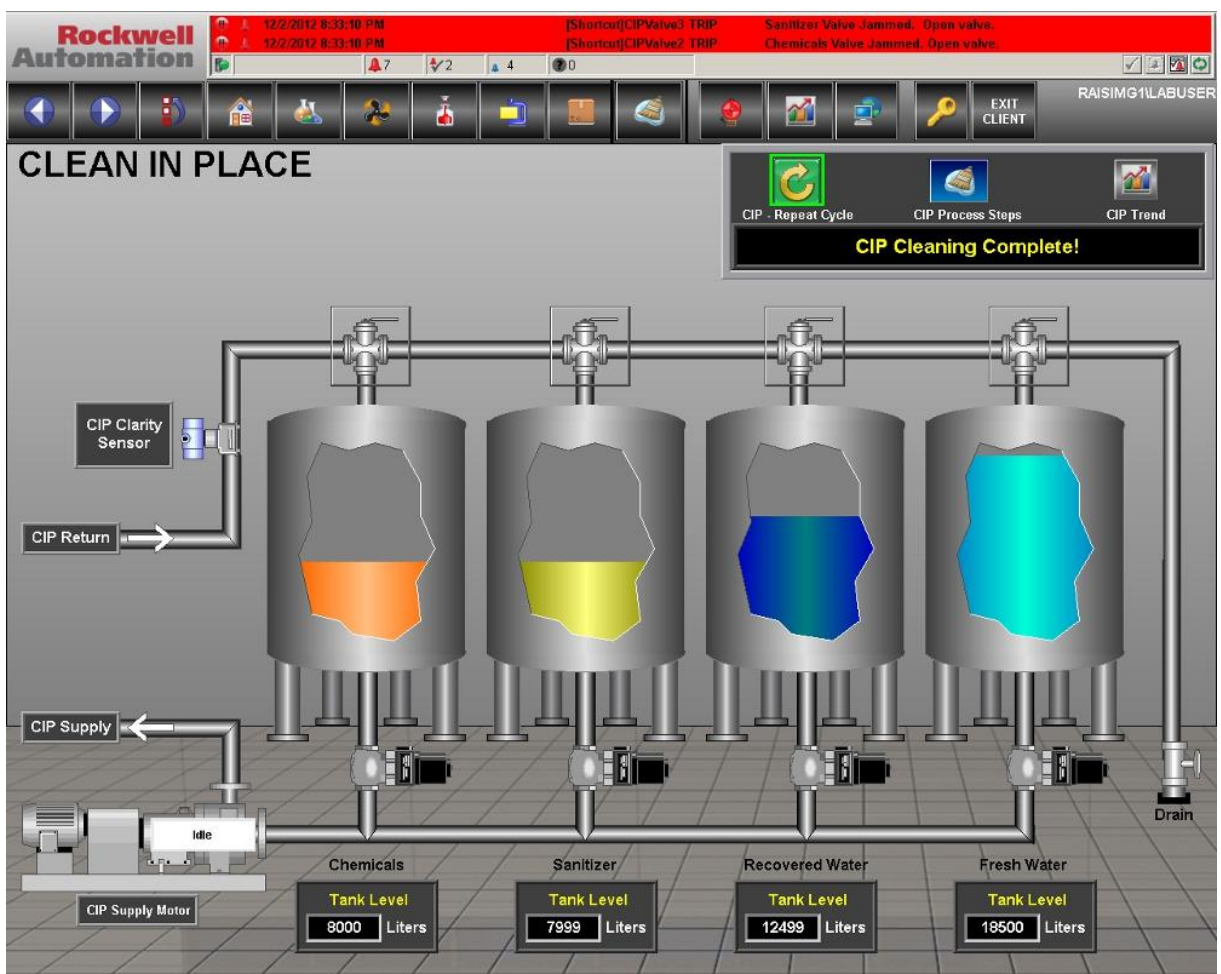 Rockwell
Automation
12/2/2012 8:33:10 PM [Shortcut]CIPValve3 TRIP Sanitizer Valve Jammed. Open valve.
12/2/2012 8:33:10 PM [Shortcut]CIPValve2 TRIP Chemicals Valve Jammed. Open valve.
7 2 4 0
RAISIMG1\LABUSER
EXIT
CLIENT
CLEAN IN PLACE
CIP - Repeat Cycle CIP Process Steps CIP Trend
CIP Cleaning Complete!
CIP Clarity
Sensor
CIP Return
CIP Supply
Idle
Drain
CIP Supply Motor
Chemicals Sanitizer Recovered Water Fresh Water
Tank Level Tank Level Tank Level Tank Level
8000 Liters 7999 Liters 12499 Liters 18500 Liters